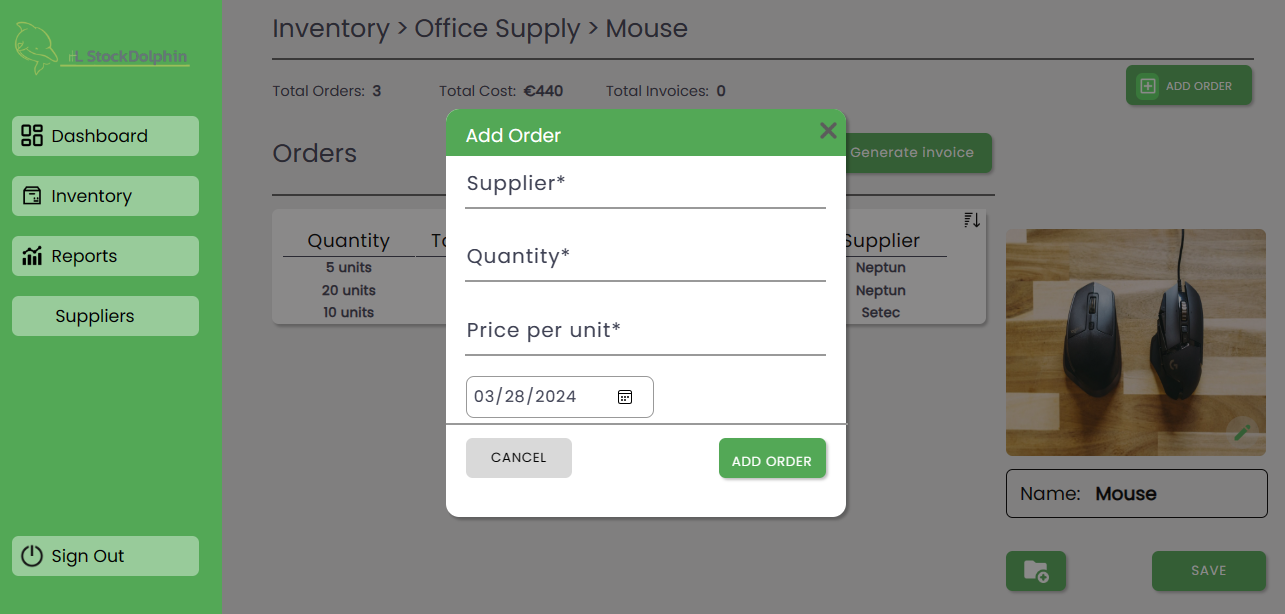 StockDolphin
Dashboard
Inventory
Reports
Suppliers
Sign Out
Inventory > Office Supply > Mouse
Total Orders: 3 Total Cost: €440 Total Invoices: 0
ADD ORDER
Orders
Generate invoice
Quantity
5 units
20 units
10 units
Supplier
Neptun
Neptun
Setec
Add Order
Supplier*
Quantity*
Price per unit*
03/28/2024
CANCEL
ADD ORDER
Name: Mouse
SAVE